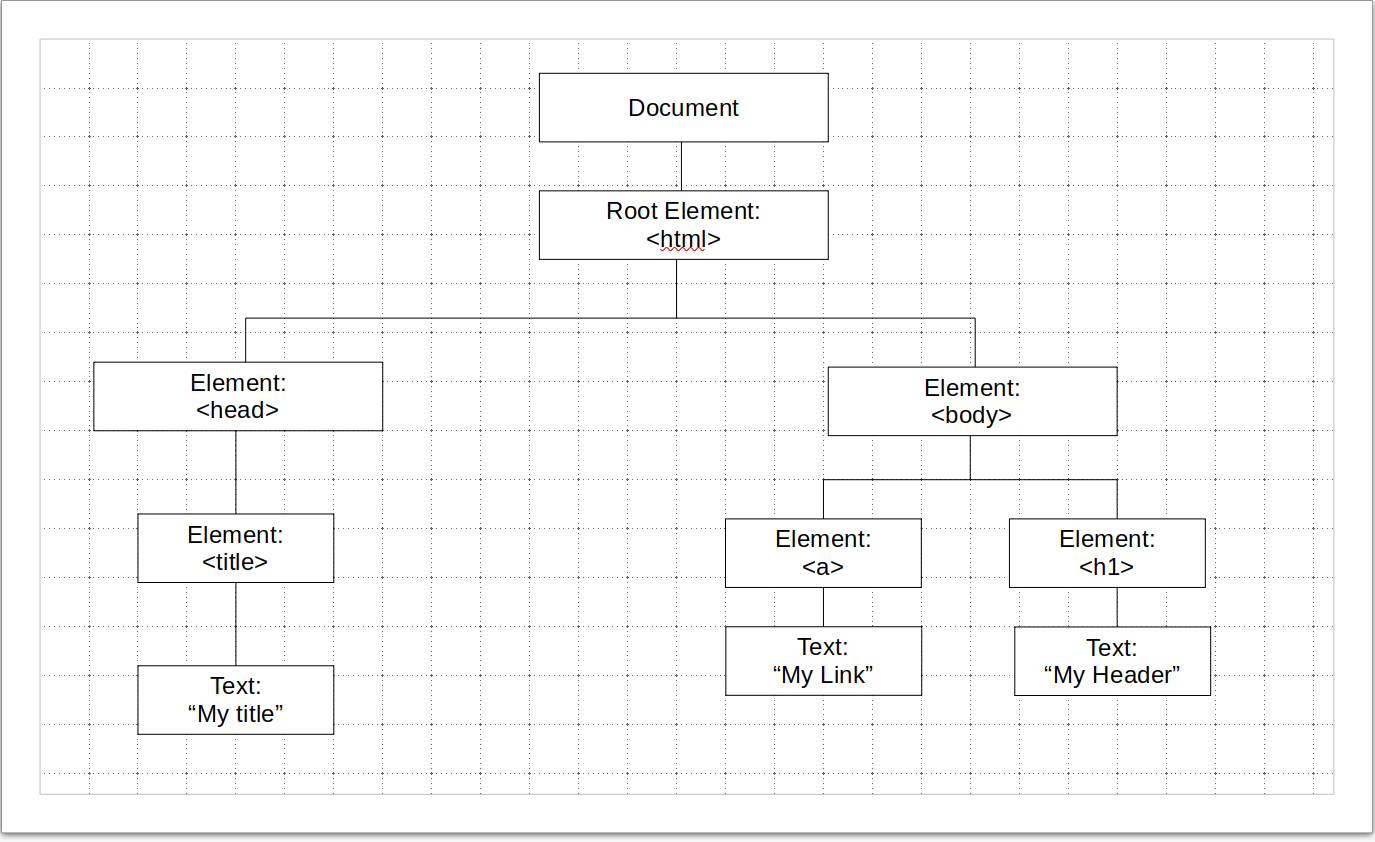 Document
Root Element:
<html>
Element:
<head>
Element:
<body>
Element:
<title>
Element:
<a>
Element:
<h1>
Text:
“My title”
Text:
“My Link”
Text:
“My Header”